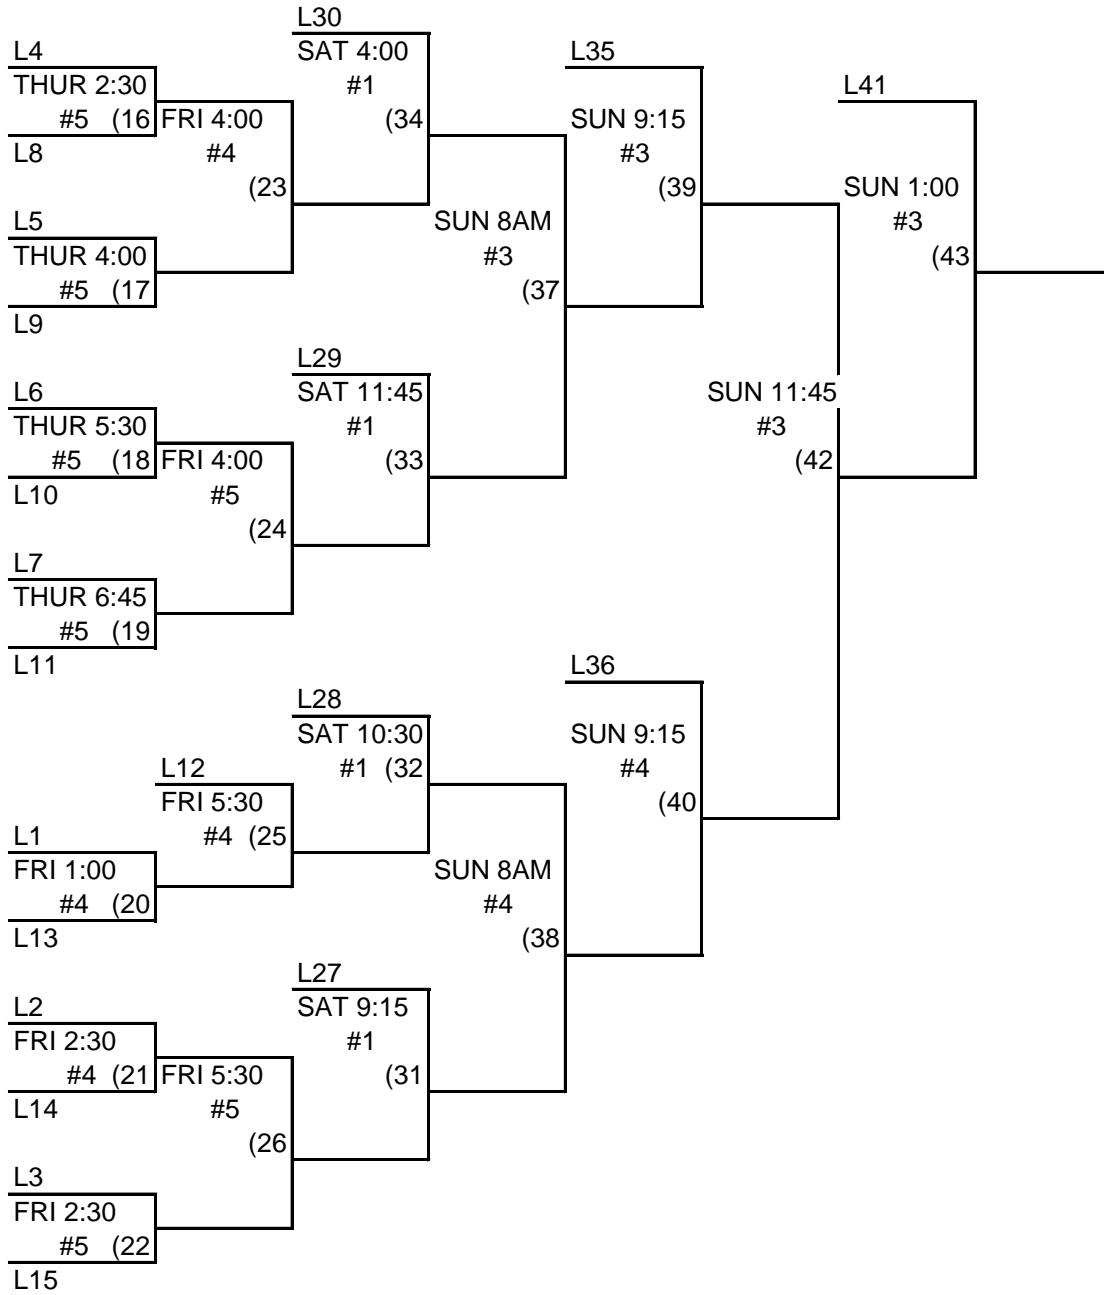 L30
L4
SAT 4:00
L35
THUR 2:30
#1
L41
#5 (16
FRI 4:00
(34
SUN 9:15
L8
#4
#3
(23
(39
SUN 1:00
L5
SUN 8AM
#3
THUR 4:00
#3
(43
#5 (17
(37
L9
L29
L6
SAT 11:45
SUN 11:45
THUR 5:30
#1
#3
#5 (18
FRI 4:00
(33
(42
L10
#5
(24
L7
THUR 6:45
#5 (19
L11
L36
L28
SAT 10:30
SUN 9:15
L12
#1 (32
#4
FRI 5:30
(40
L1
#4 (25
FRI 1:00
SUN 8AM
#4 (20
#4
L13
(38
L27
L2
SAT 9:15
FRI 2:30
#1
#4 (21
FRI 5:30
(31
L14
#5
(26
L3
FRI 2:30
#5 (22
L15